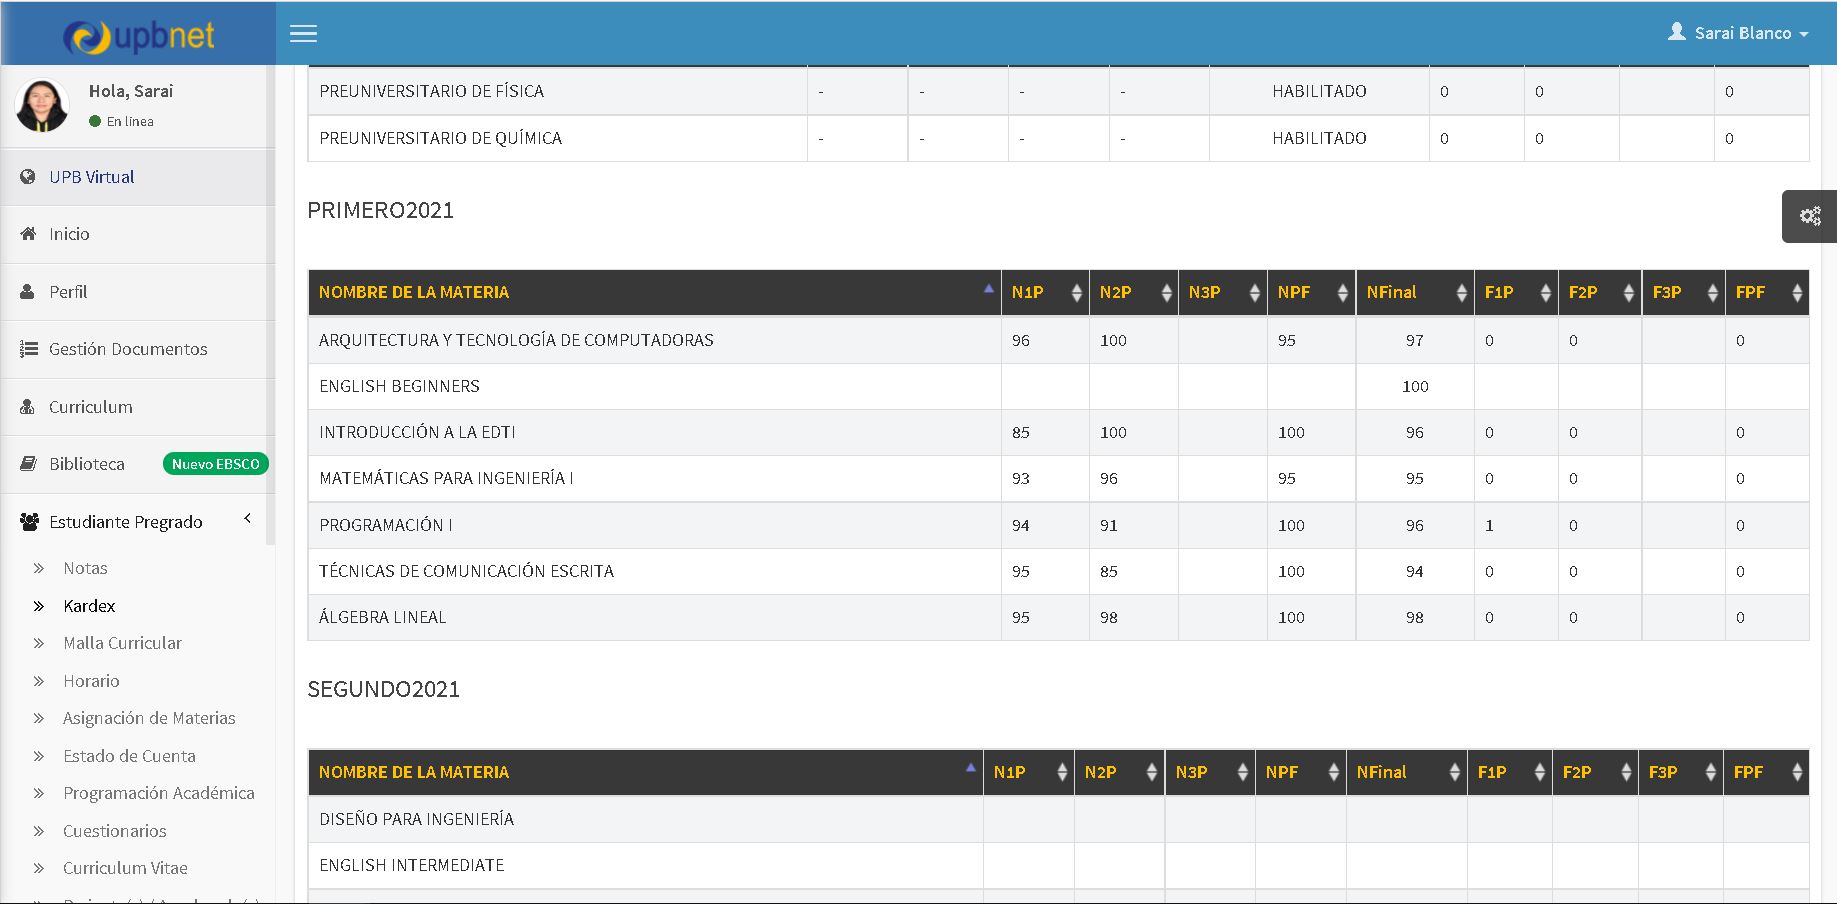 upbnet
Sarai Blanco
Hola, Sarai
En línea
UPB Virtual
Inicio
Perfil
Gestión Documentos
Curriculum
Biblioteca Nuevo EBSCO
Estudiante Pregrado
Notas
Kardex
Malla Curricular
Horario
Asignación de Materias
Estado de Cuenta
Programación Académica
Cuestionarios
Curriculum Vitae
PREUNIVERSITARIO DE FÍSICA - - - - HABILITADO 0 0 0
PREUNIVERSITARIO DE QUÍMICA - - - - HABILITADO 0 0 0
PRIMERO2021
NOMBRE DE LA MATERIA N1P N2P N3P NPF NFinal F1P F2P F3P FPF
ARQUITECTURA Y TECNOLOGÍA DE COMPUTADORAS 96 100 95 97 0 0 0
ENGLISH BEGINNERS 100
INTRODUCCIÓN A LA EDTI 85 100 100 96 0 0 0
MATEMÁTICAS PARA INGENIERÍA I 93 96 95 95 0 0 0
PROGRAMACIÓN I 94 91 100 96 1 0 0
TÉCNICAS DE COMUNICACIÓN ESCRITA 95 85 100 94 0 0 0
ÁLGEBRA LINEAL 95 98 100 98 0 0 0
SEGUNDO2021
NOMBRE DE LA MATERIA N1P N2P N3P NPF NFinal F1P F2P F3P FPF
DISEÑO PARA INGENIERÍA
ENGLISH INTERMEDIATE